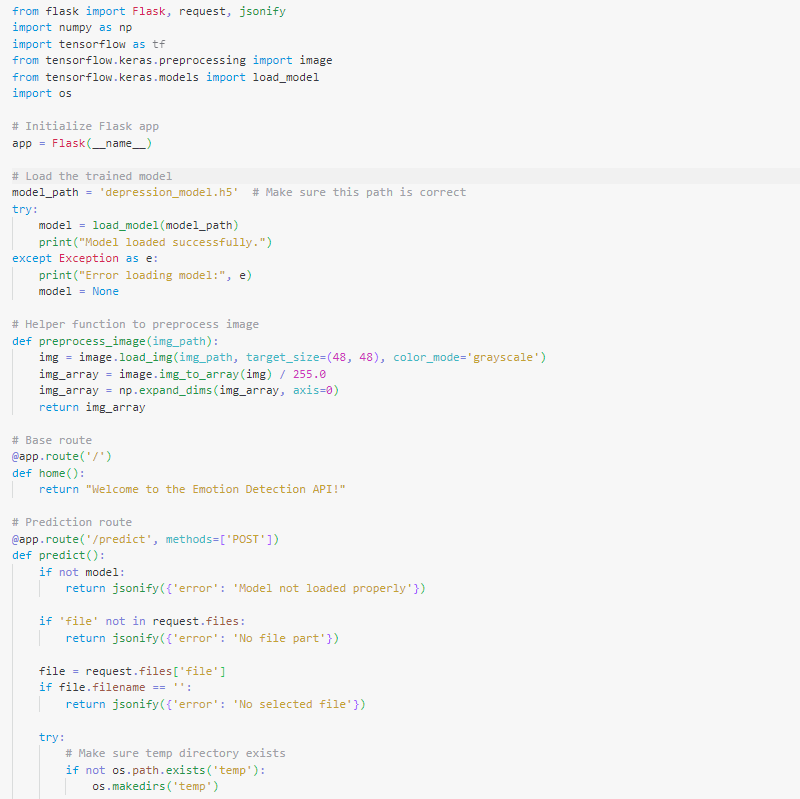 from flask import Flask, request, jsonify
import numpy as np
import tensorflow as tf
from tensorflow.keras.preprocessing import image
from tensorflow.keras.models import load_model
import os

# Initialize Flask app
app = Flask(__name__)

# Load the trained model
model_path = 'depression_model.h5'  # Make sure this path is correct
try:
    model = load_model(model_path)
    print("Model loaded successfully.")
except Exception as e:
    print("Error loading model:", e)
    model = None

# Helper function to preprocess image
def preprocess_image(img_path):
    img = image.load_img(img_path, target_size=(48, 48), color_mode='grayscale')
    img_array = image.img_to_array(img) / 255.0
    img_array = np.expand_dims(img_array, axis=0)
    return img_array

# Base route
@app.route('/')
def home():
    return "Welcome to the Emotion Detection API!"

# Prediction route
@app.route('/predict', methods=['POST'])
def predict():
    if not model:
        return jsonify({'error': 'Model not loaded properly'})

    if 'file' not in request.files:
        return jsonify({'error': 'No file part'})

    file = request.files['file']
    if file.filename == '':
        return jsonify({'error': 'No selected file'})

    try:
        # Make sure temp directory exists
        if not os.path.exists('temp'):
            os.makedirs('temp')